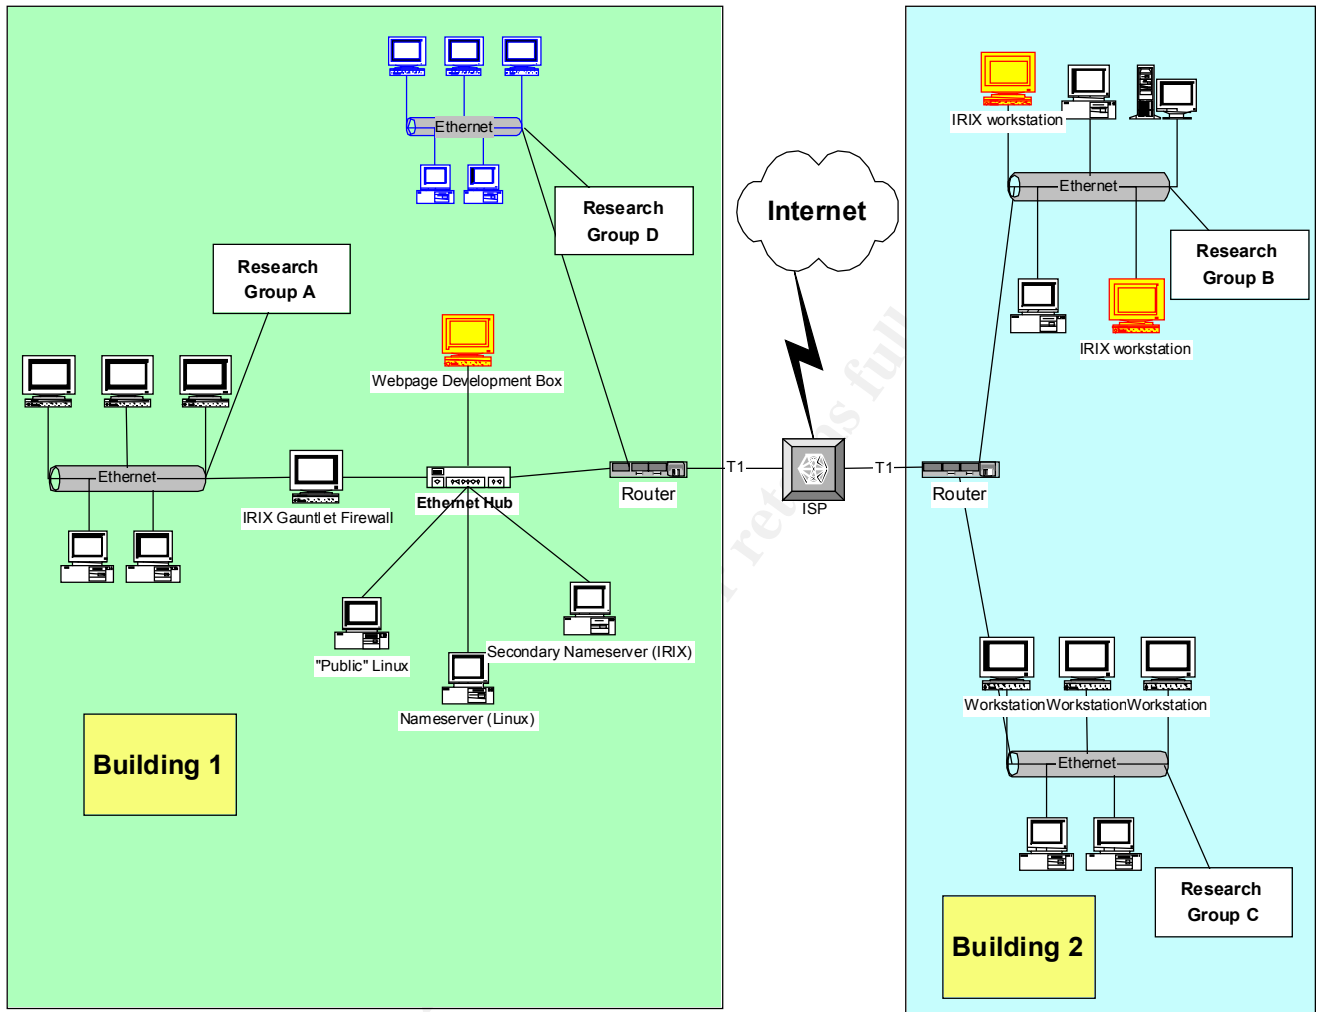 Ethernet
Research
Group D
Research
Group A
Webpage Development Box
Ethernet
IRIX Gauntlet Firewall
Ethernet Hub
Router
T1
"Public" Linux
Secondary Nameserver (IRIX)
Nameserver (Linux)
Building 1
Internet
ISP
T1
IRIX workstation
Ethernet
Research
Group B
IRIX workstation
Router
Workstation
Workstation
Workstation
Ethernet
Research
Group C
Building 2